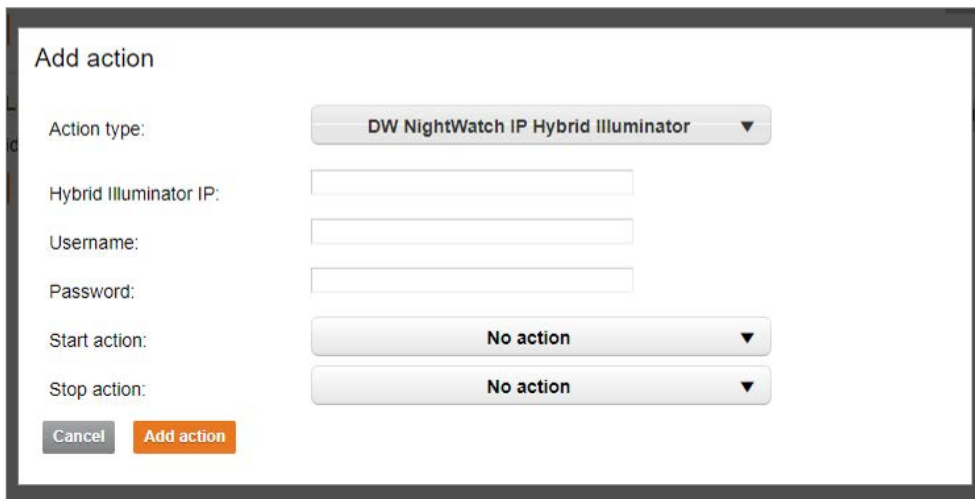 Add action
Action type: DW NightWatch IP Hybrid Illuminator
Hybrid Illuminator IP:
Username:
Password:
Start action: No action
Stop action: No action
Cancel Add action